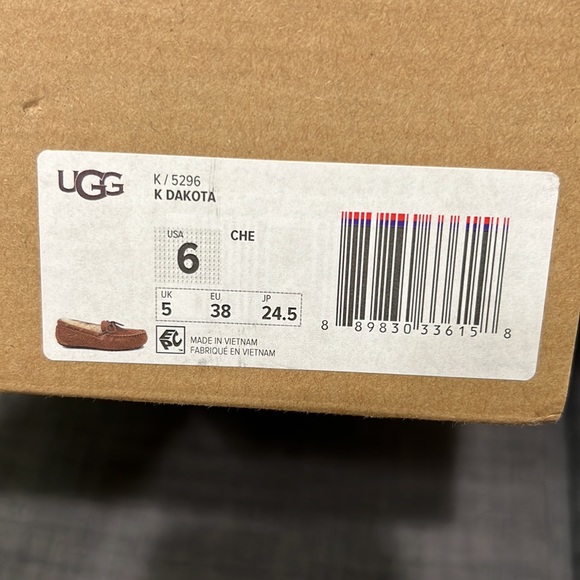 UGG
K / 5296
K DAKOTA
USA
6
CHE
UK
5
EU
38
JP
24.5
MADE IN VIETNAM
FABRIQUÉ EN VIETNAM
8 89830 33615 8